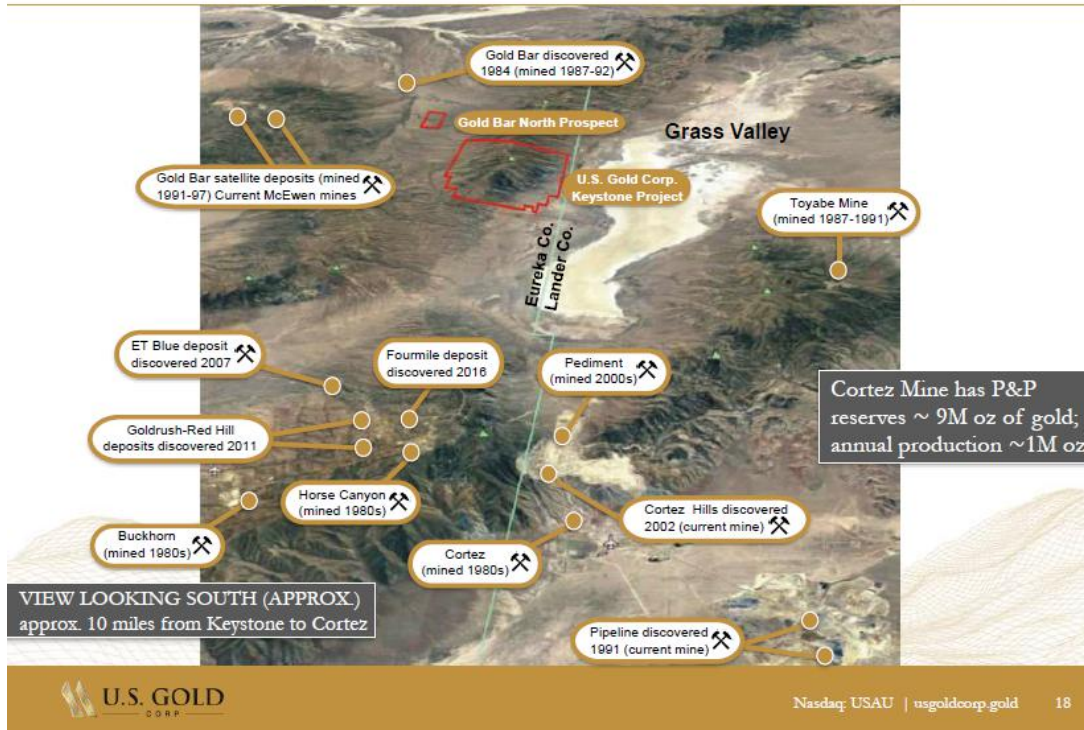 Gold Bar discovered
1984 (mined 1987-92)
Gold Bar North Prospect
Grass Valley
Gold Bar satellite deposits (mined
1991-97) Current McEwen mines
U.S. Gold Corp.
Keystone Project
Toyabe Mine
(mined 1987-1991)
Eureka Co.
Lander Co.
ET Blue deposit
discovered 2007
Fourmile deposit
discovered 2016
Pediment
(mined 2000s)
Cortez Mine has P&P
reserves ~ 9M oz of gold;
annual production ~1M oz
Goldrush-Red Hill
deposits discovered 2011
Horse Canyon
(mined 1980s)
Cortez Hills discovered
2002 (current mine)
Buckhorn
(mined 1980s)
Cortez
(mined 1980s)
VIEW LOOKING SOUTH (APPROX.)
approx. 10 miles from Keystone to Cortez
Pipeline discovered
1991 (current mine)
U.S. GOLD
CORP
Nasdaq: USAU | usgoldcorp.gold 18